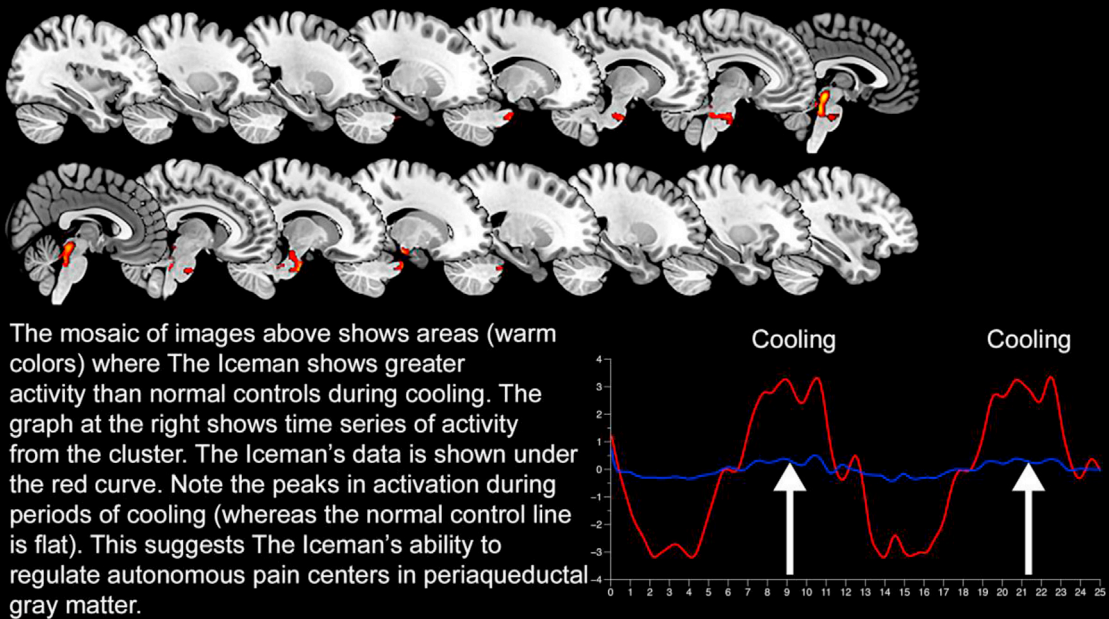 The mosaic of images above shows areas (warm
colors) where The Iceman shows greater
activity than normal controls during cooling. The
graph at the right shows time series of activity
from the cluster. The Iceman's data is shown under
the red curve. Note the peaks in activation during
periods of cooling (whereas the normal control line
is flat). This suggests The Iceman's ability to
regulate autonomous pain centers in periaqueductal
gray matter.
Cooling Cooling
4
3
2
1
0
-1
-2
-3
-4
0 1 2 3 4 5 6 7 8 9 10 11 12 13 14 15 16 17 18 19 20 21 22 23 24 25